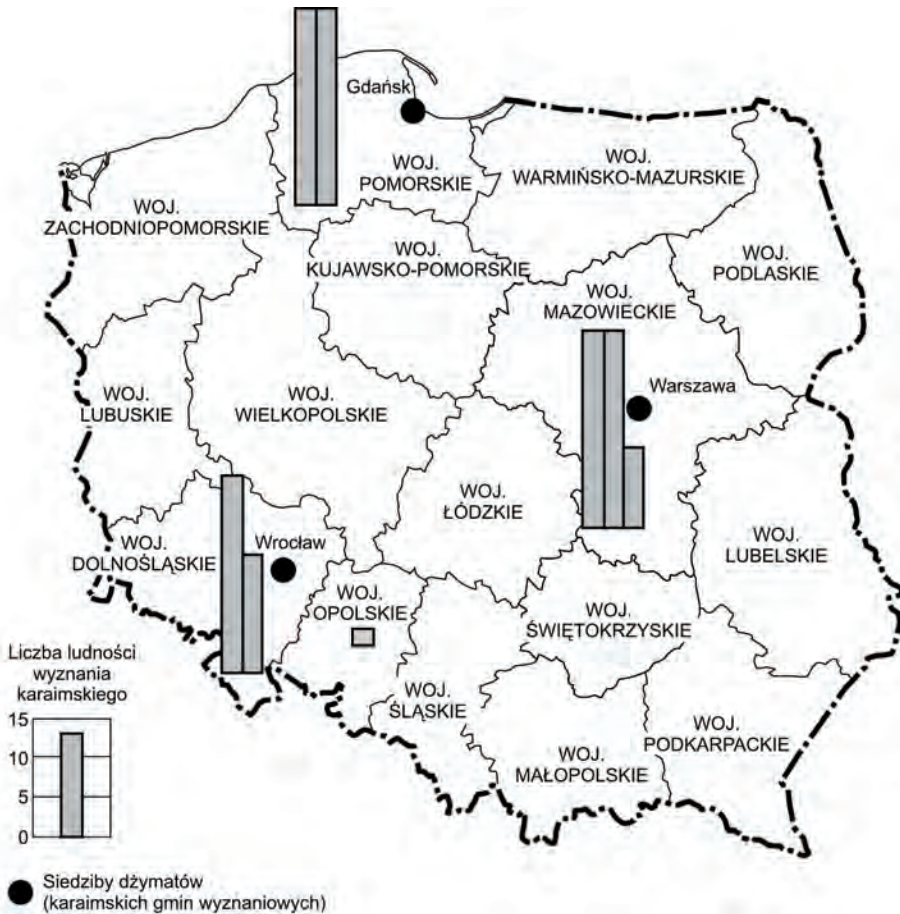 Gdańsk
WOJ.
POMORSKIE
WOJ.
WARMIŃSKO-MAZURSKIE
WOJ.
ZACHODNIOPOMORSKIE
WOJ.
KUJAWSKO-POMORSKIE
WOJ.
PODLASKIE
WOJ.
MAZOWIECKIE
Warszawa
WOJ.
LUBUSKIE
WOJ.
WIELKOPOLSKIE
WOJ.
ŁÓDZKIE
WOJ.
LUBELSKIE
WOJ.
DOLNOŚLĄSKIE
Wrocław
WOJ.
OPOLSKIE
WOJ.
ŚWIĘTOKRZYSKIE
WOJ.
ŚLĄSKIE
WOJ.
MAŁOPOLSKIE
WOJ.
PODKARPACKIE
Liczba ludności
wyznania
karaimskiego
15
10
5
0
Siedziby dżymatów
(karaimskich gmin wyznaniowych)